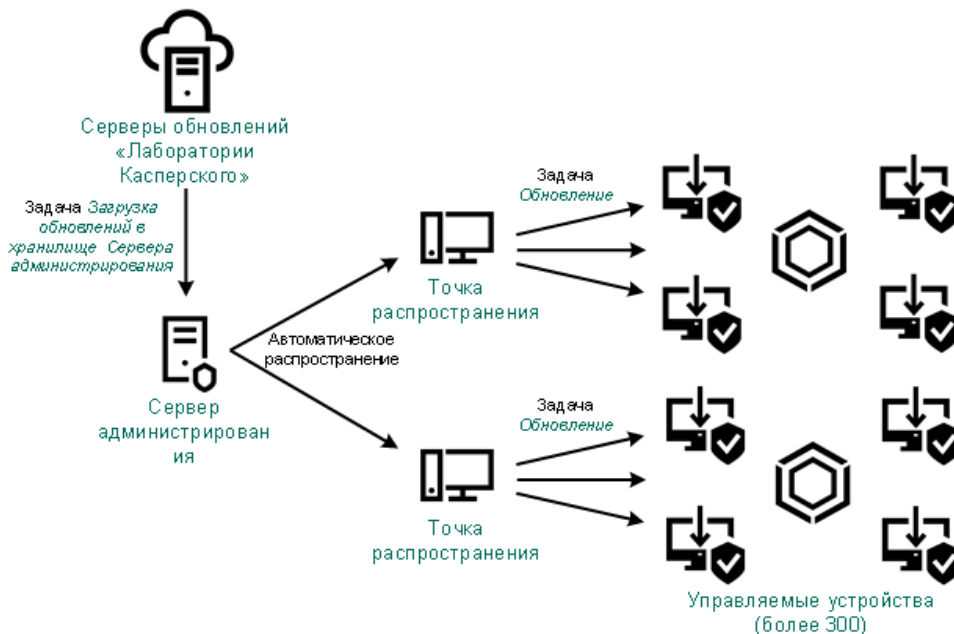 Серверы обновлений
«Лаборатории
Касперского»
Задача Загрузка
обновлений в
хранилище Сервера
администрирования
Сервер
администрирован
ия
Автоматическое
распространение
Задача
Обновление
Точка
распространения
Задача
Обновление
Точка
распространения
Управляемые устройства
(более 300)